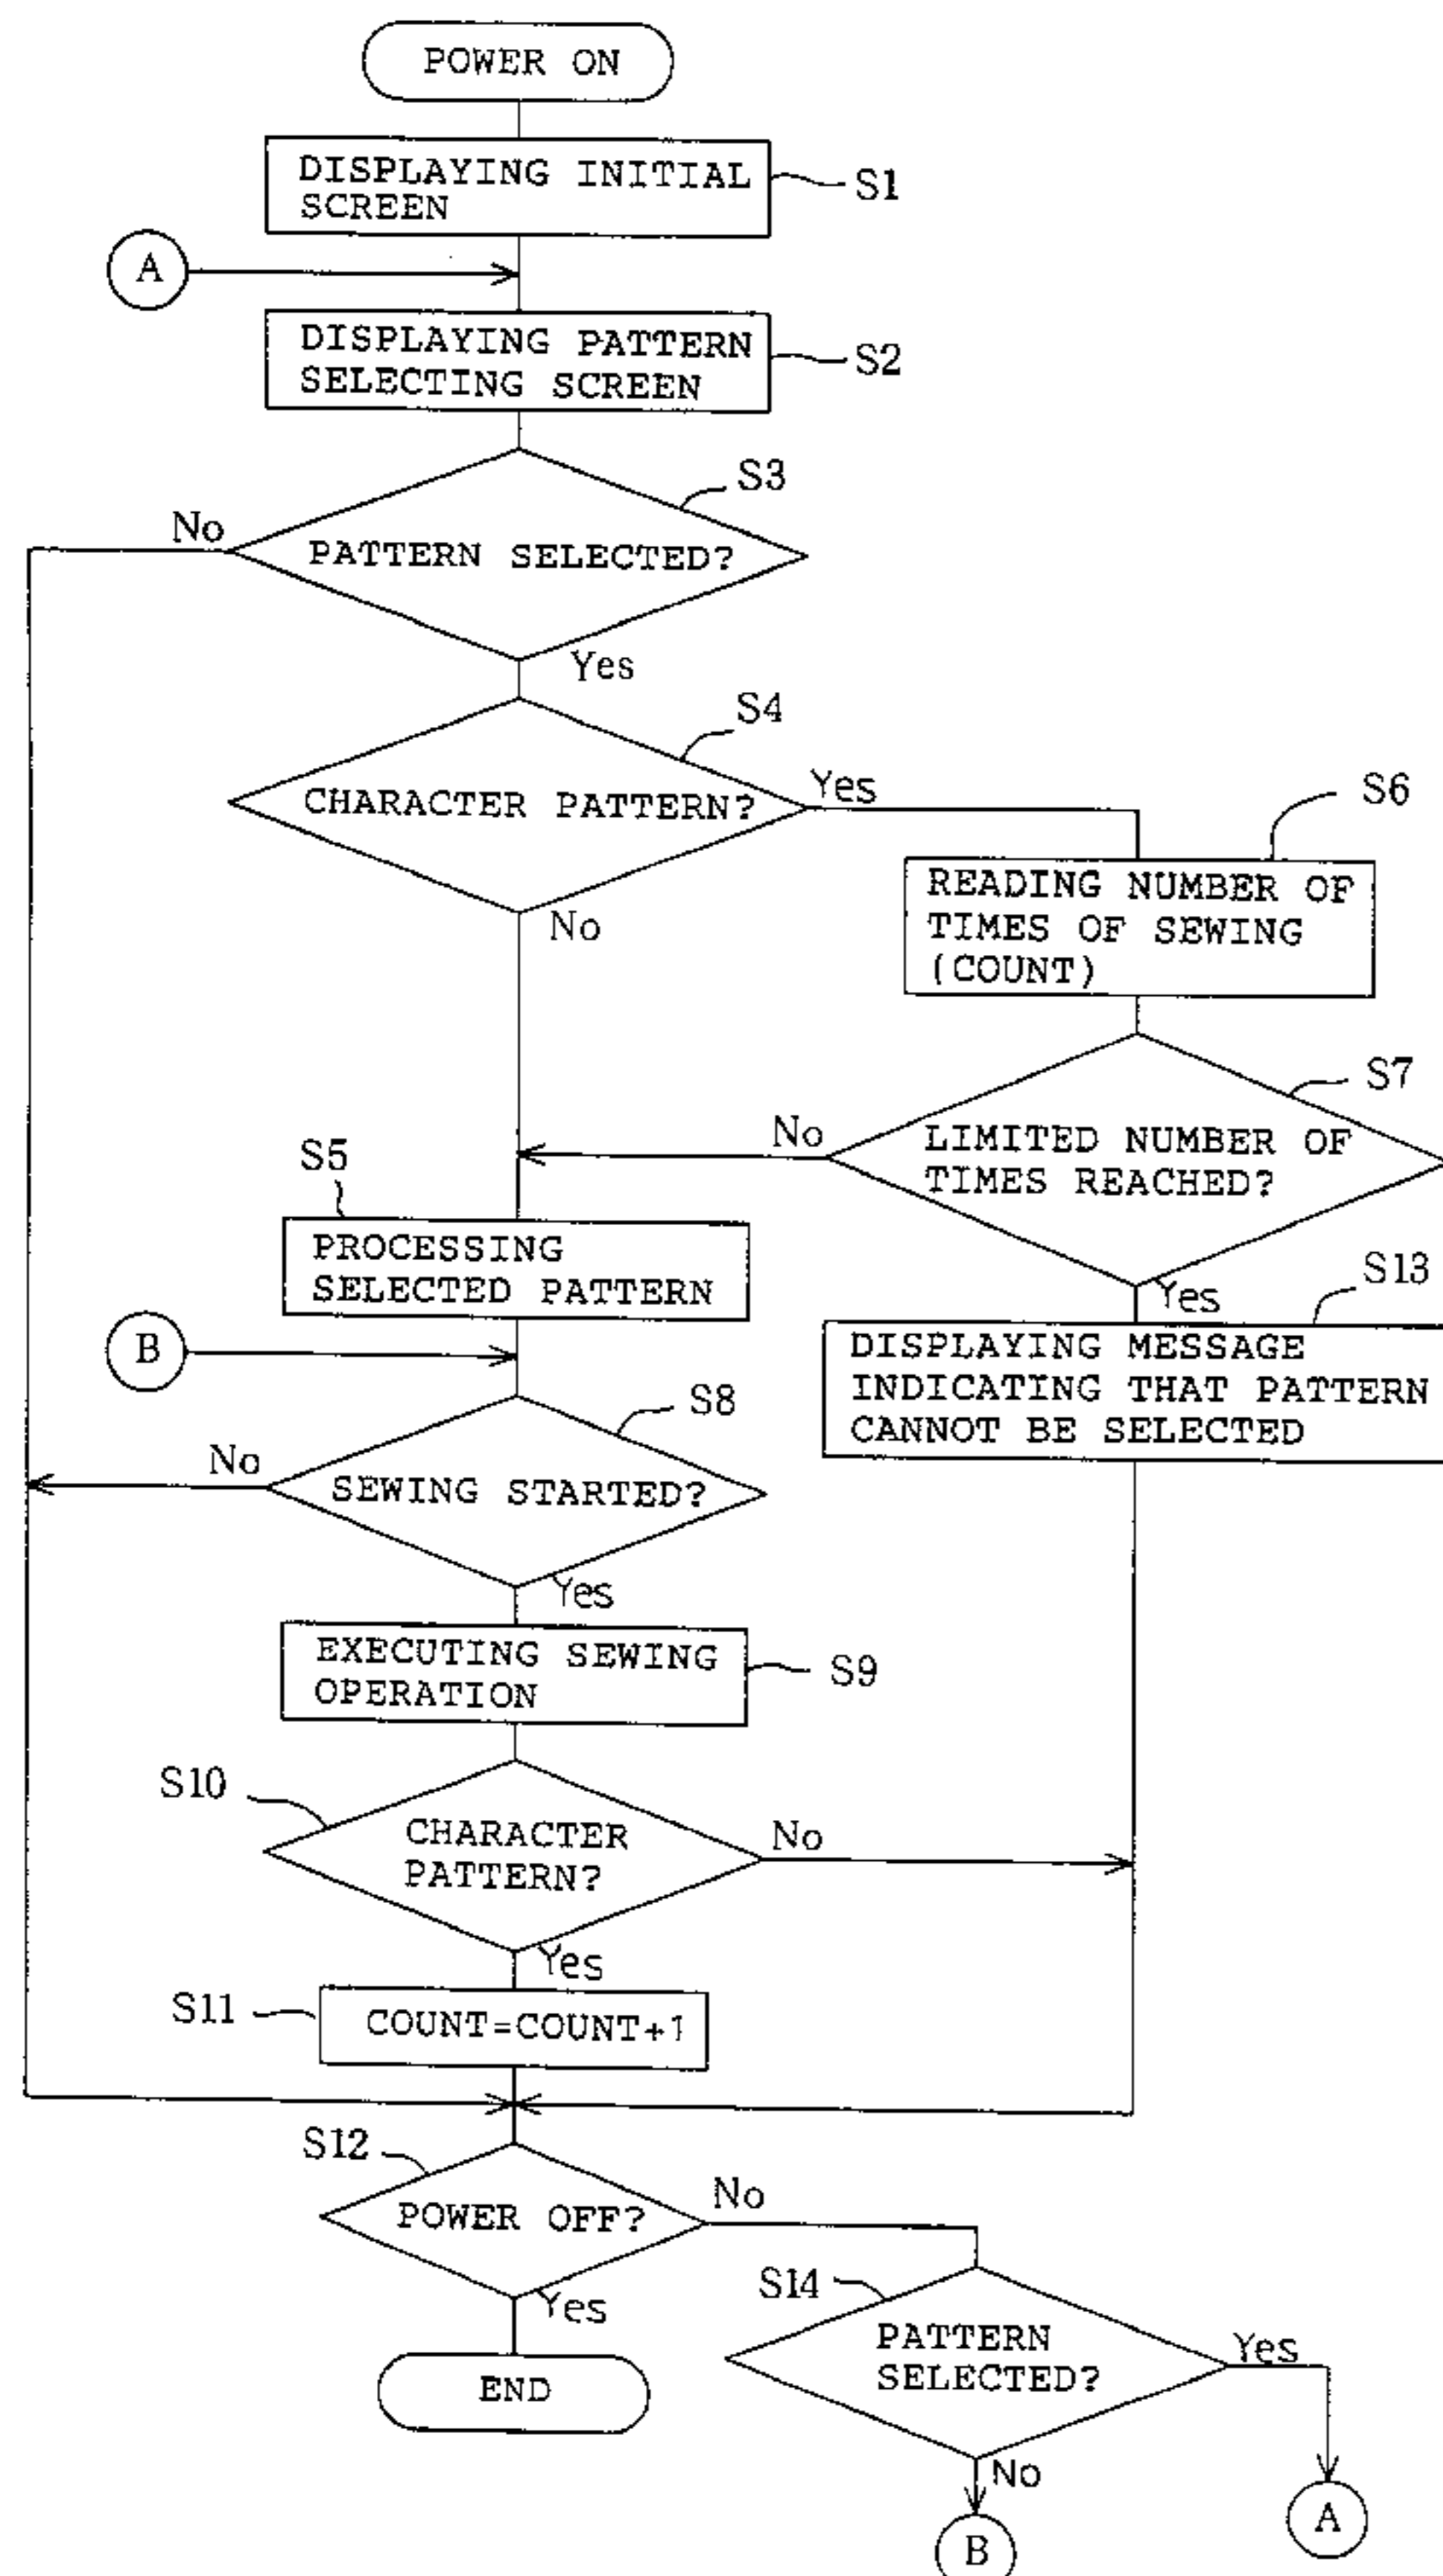 POWER ON
DISPLAYING INITIAL
SCREEN
S1
A
DISPLAYING PATTERN
SELECTING SCREEN
S2
S3
No
PATTERN SELECTED?
Yes
S4
CHARACTER PATTERN?
Yes
S6
No
READING NUMBER OF
TIMES OF SEWING
(COUNT)
S7
No
LIMITED NUMBER OF
TIMES REACHED?
S5
PROCESSING
SELECTED PATTERN
Yes
S13
B
DISPLAYING MESSAGE
INDICATING THAT PATTERN
CANNOT BE SELECTED
S8
No
SEWING STARTED?
Yes
EXECUTING SEWING
OPERATION
S9
S10
CHARACTER
PATTERN?
No
Yes
S11
COUNT=COUNT+1
S12
POWER OFF?
No
Yes
S14
PATTERN
SELECTED?
Yes
END
No
B
A